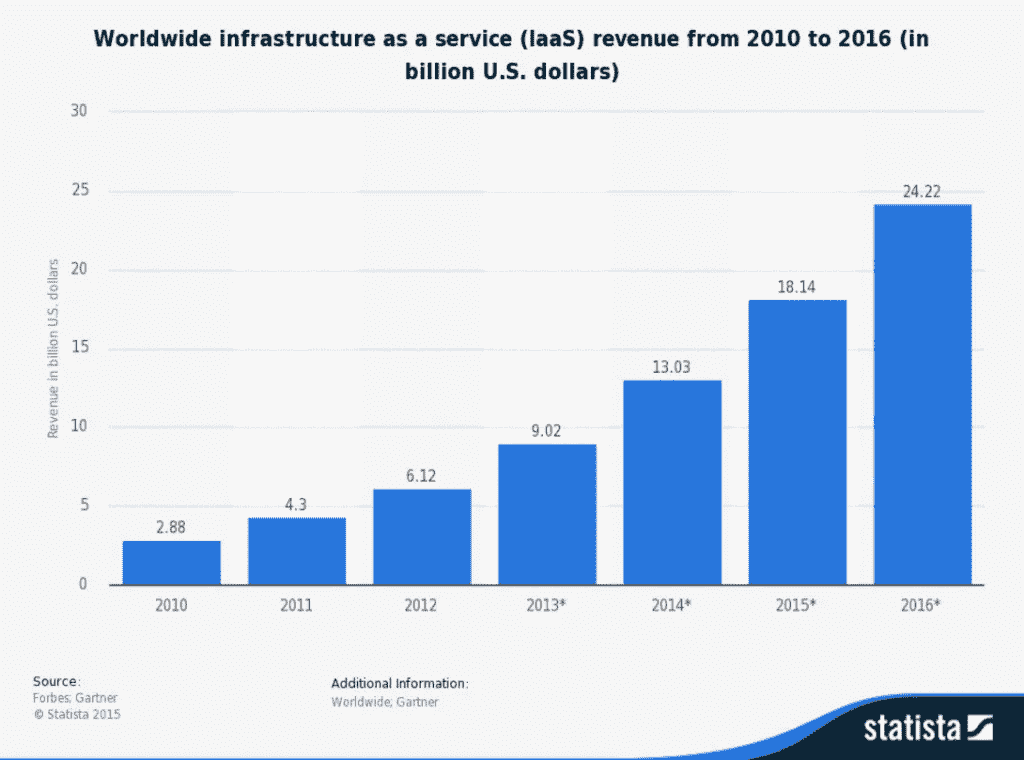 Worldwide infrastructure as a service (IaaS) revenue from 2010 to 2016 (in
billion U.S. dollars)
Revenue in billion U.S. dollars
30
25
20
15
10
5
0
2.88
4.3
6.12
9.02
13.03
18.14
24.22
2010
2011
2012
2013*
2014*
2015*
2016*
Source:
Forbes; Gartner
© Statista 2015
Additional Information:
Worldwide; Gartner
statista